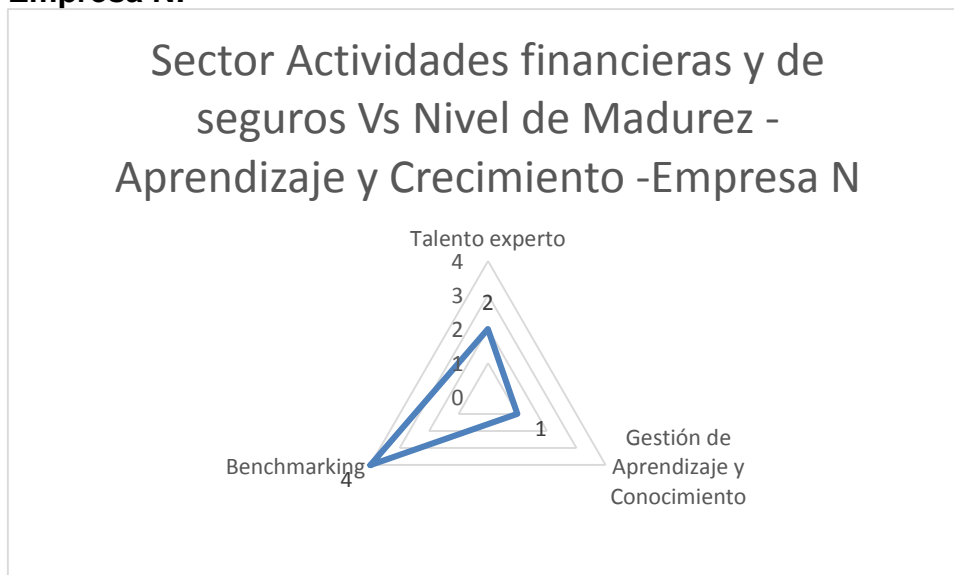 Empresa N:
Sector Actividades financieras y de
seguros Vs Nivel de Madurez -
Aprendizaje y Crecimiento -Empresa N
Talento experto
4
3
2
2
1
0
1
Gestión de
Aprendizaje y
Conocimiento
Benchmarking
4